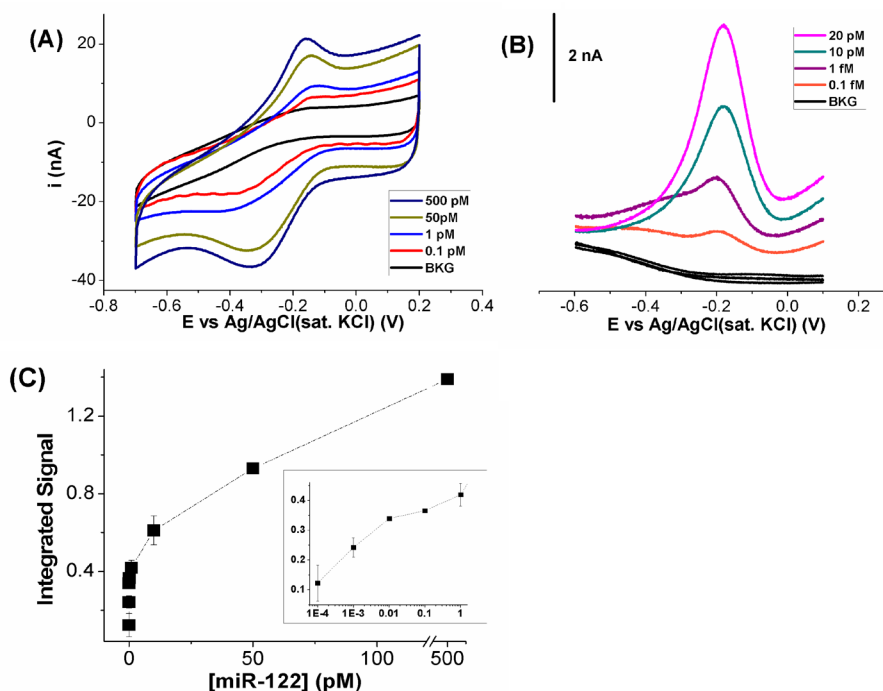 (A)
20
0
-20
-40
i (nA)
500 pM
50pM
1 pM
0.1 pM
BKG
-0.8 -0.6 -0.4 -0.2 0.0 0.2 0.4
E vs Ag/AgCl(sat. KCl) (V)
(B)
2 nA
20 pM
10 pM
1 fM
0.1 fM
BKG
-0.6 -0.4 -0.2 0.0 0.2
E vs Ag/AgCl(sat. KCl) (V)
(C)
1.2
0.8
0.4
Integrated Signal
0.4
0.3
0.2
0.1
1E-4 1E-3 0.01 0.1 1
0 50 100 500
[miR-122] (pM)